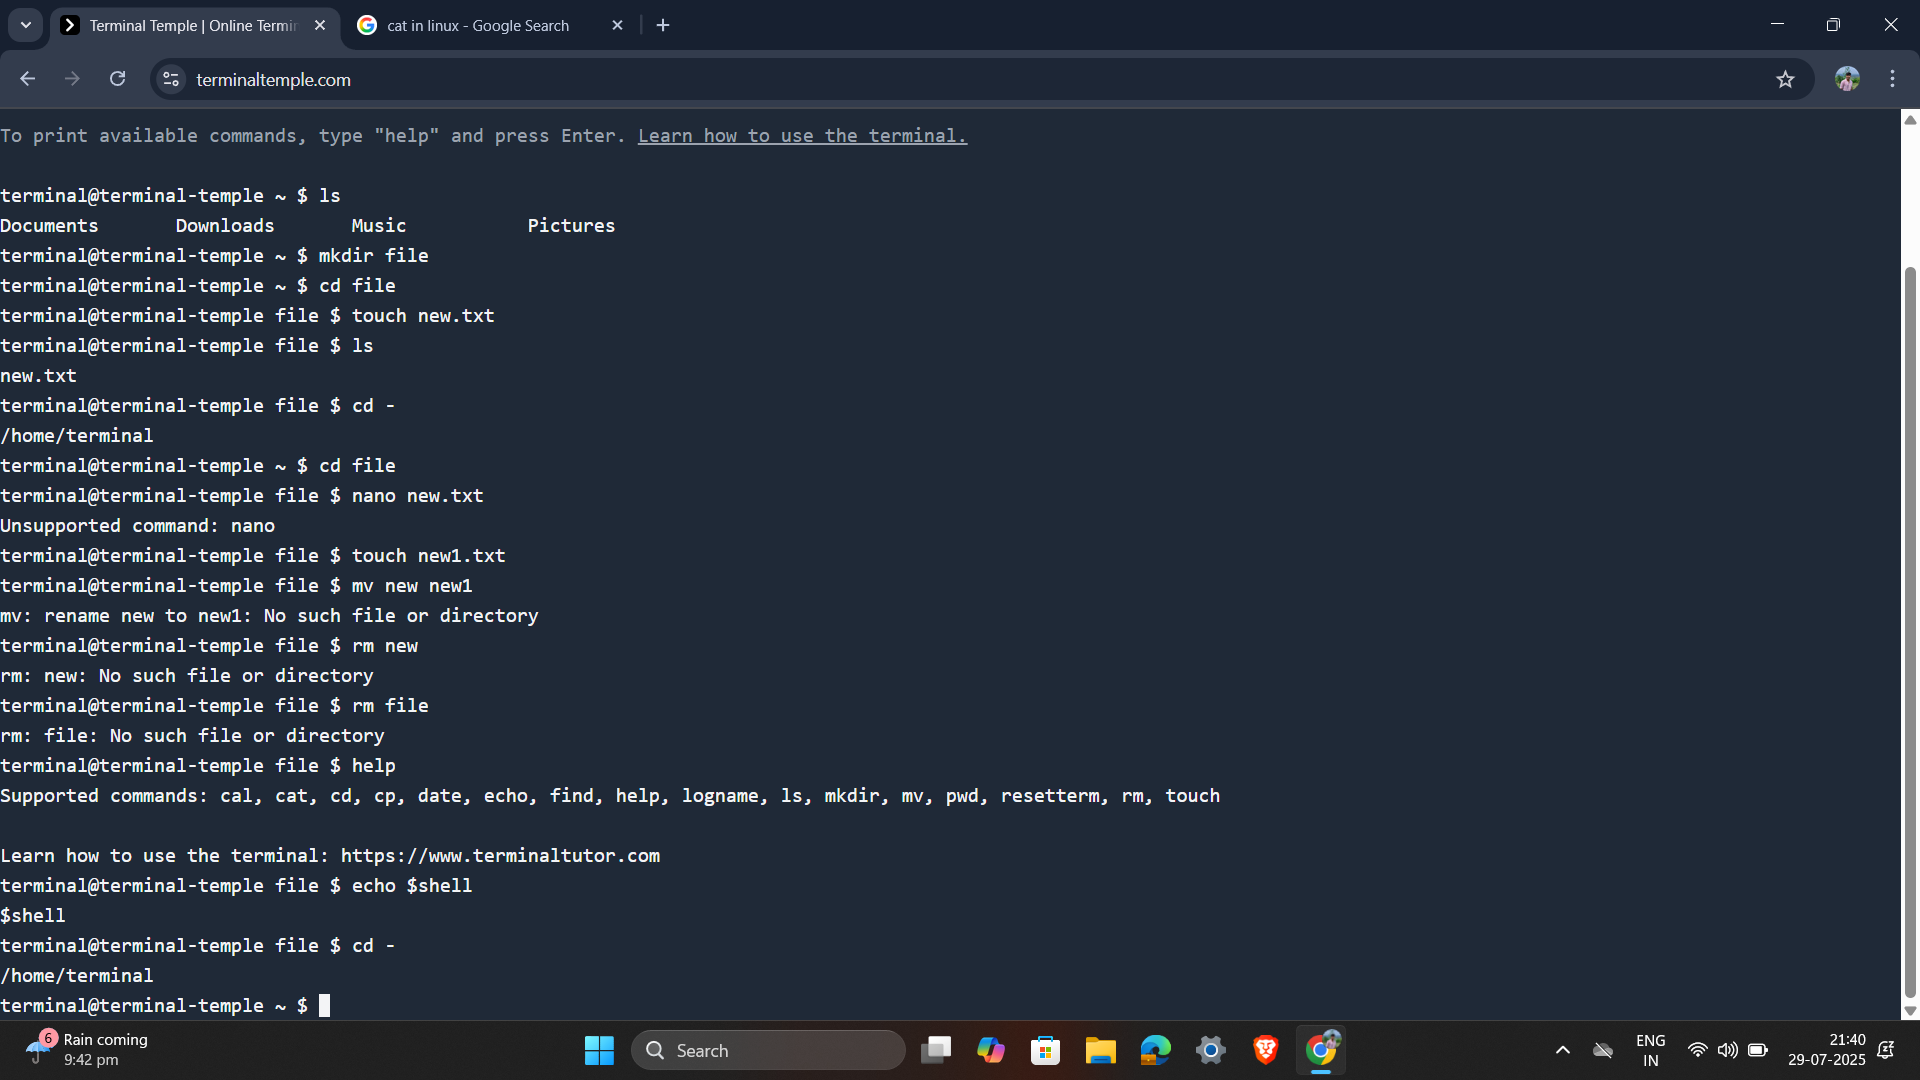 Terminal Temple | Online Termin
cat in linux - Google Search
terminaltemple.com
To print available commands, type "help" and press Enter. Learn how to use the terminal.
terminal@terminal-temple ~ $ ls
Documents Downloads Music Pictures
terminal@terminal-temple ~ $ mkdir file
terminal@terminal-temple ~ $ cd file
terminal@terminal-temple file $ touch new.txt
terminal@terminal-temple file $ ls
new.txt
terminal@terminal-temple file $ cd -
/home/terminal
terminal@terminal-temple ~ $ cd file
terminal@terminal-temple file $ nano new.txt
Unsupported command: nano
terminal@terminal-temple file $ touch new1.txt
terminal@terminal-temple file $ mv new new1
mv: rename new to new1: No such file or directory
terminal@terminal-temple file $ rm new
rm: new: No such file or directory
terminal@terminal-temple file $ rm file
rm: file: No such file or directory
terminal@terminal-temple file $ help
Supported commands: cal, cat, cd, cp, date, echo, find, help, logname, ls, mkdir, mv, pwd, resetterm, rm, touch
Learn how to use the terminal: https://www.terminaltutor.com
terminal@terminal-temple file $ echo $shell
$shell
terminal@terminal-temple file $ cd -
/home/terminal
terminal@terminal-temple ~ $
6
Rain coming
9:42 pm
Search
ENG
IN
21:40
29-07-2025